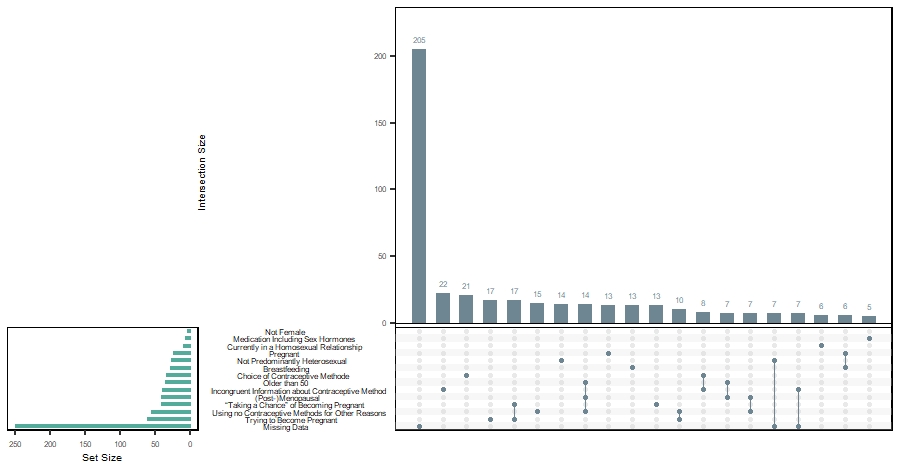 205
200
150
100
50
0
Intersection Size
22
21
17
17
15
14
14
13
13
13
10
8
7
7
7
7
6
6
5
Not Female
Medication Including Sex Hormones
Currently in a Homosexual Relationship
Pregnant
Not Predominantly Heterosexual
Breastfeeding
Choice of Contraceptive Methode
Older than 50
Incongruent Information about Contraceptive Method
(Post-)Menopausal
"Taking a Chance" of Becoming Pregnant
Using no Contraceptive Methods for Other Reasons
Trying to Become Pregnant
Missing Data
250 200 150 100 50 0
Set Size